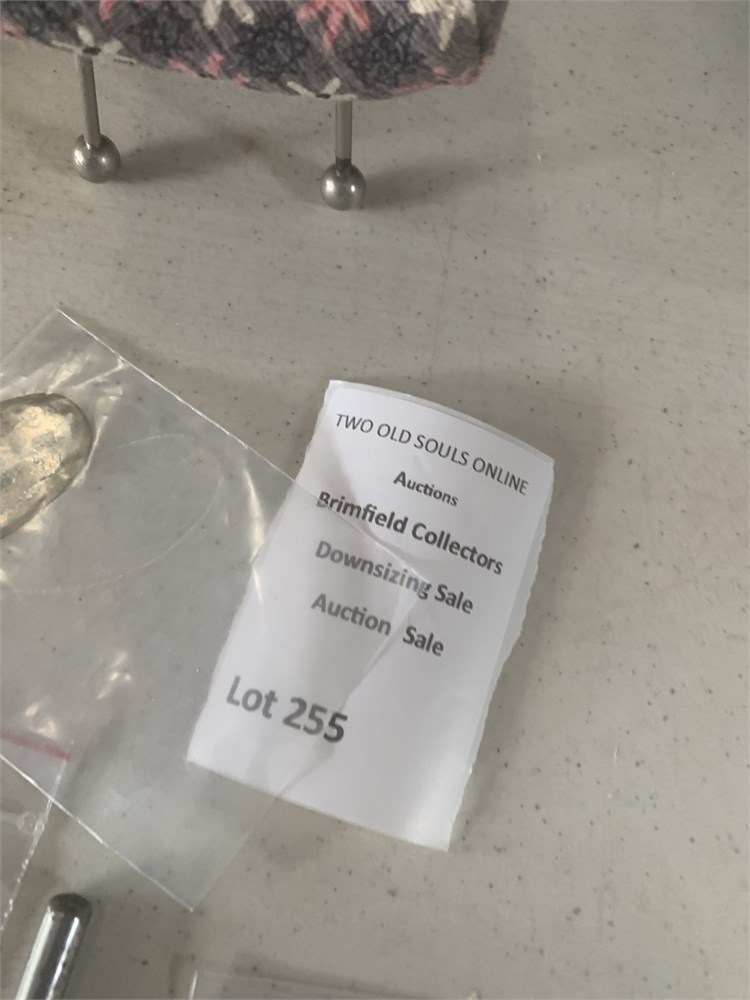 TWO OLD SOULS ONLINE
Auctions
Brimfield Collectors
Downsizing Sale
Auction Sale
Lot 255